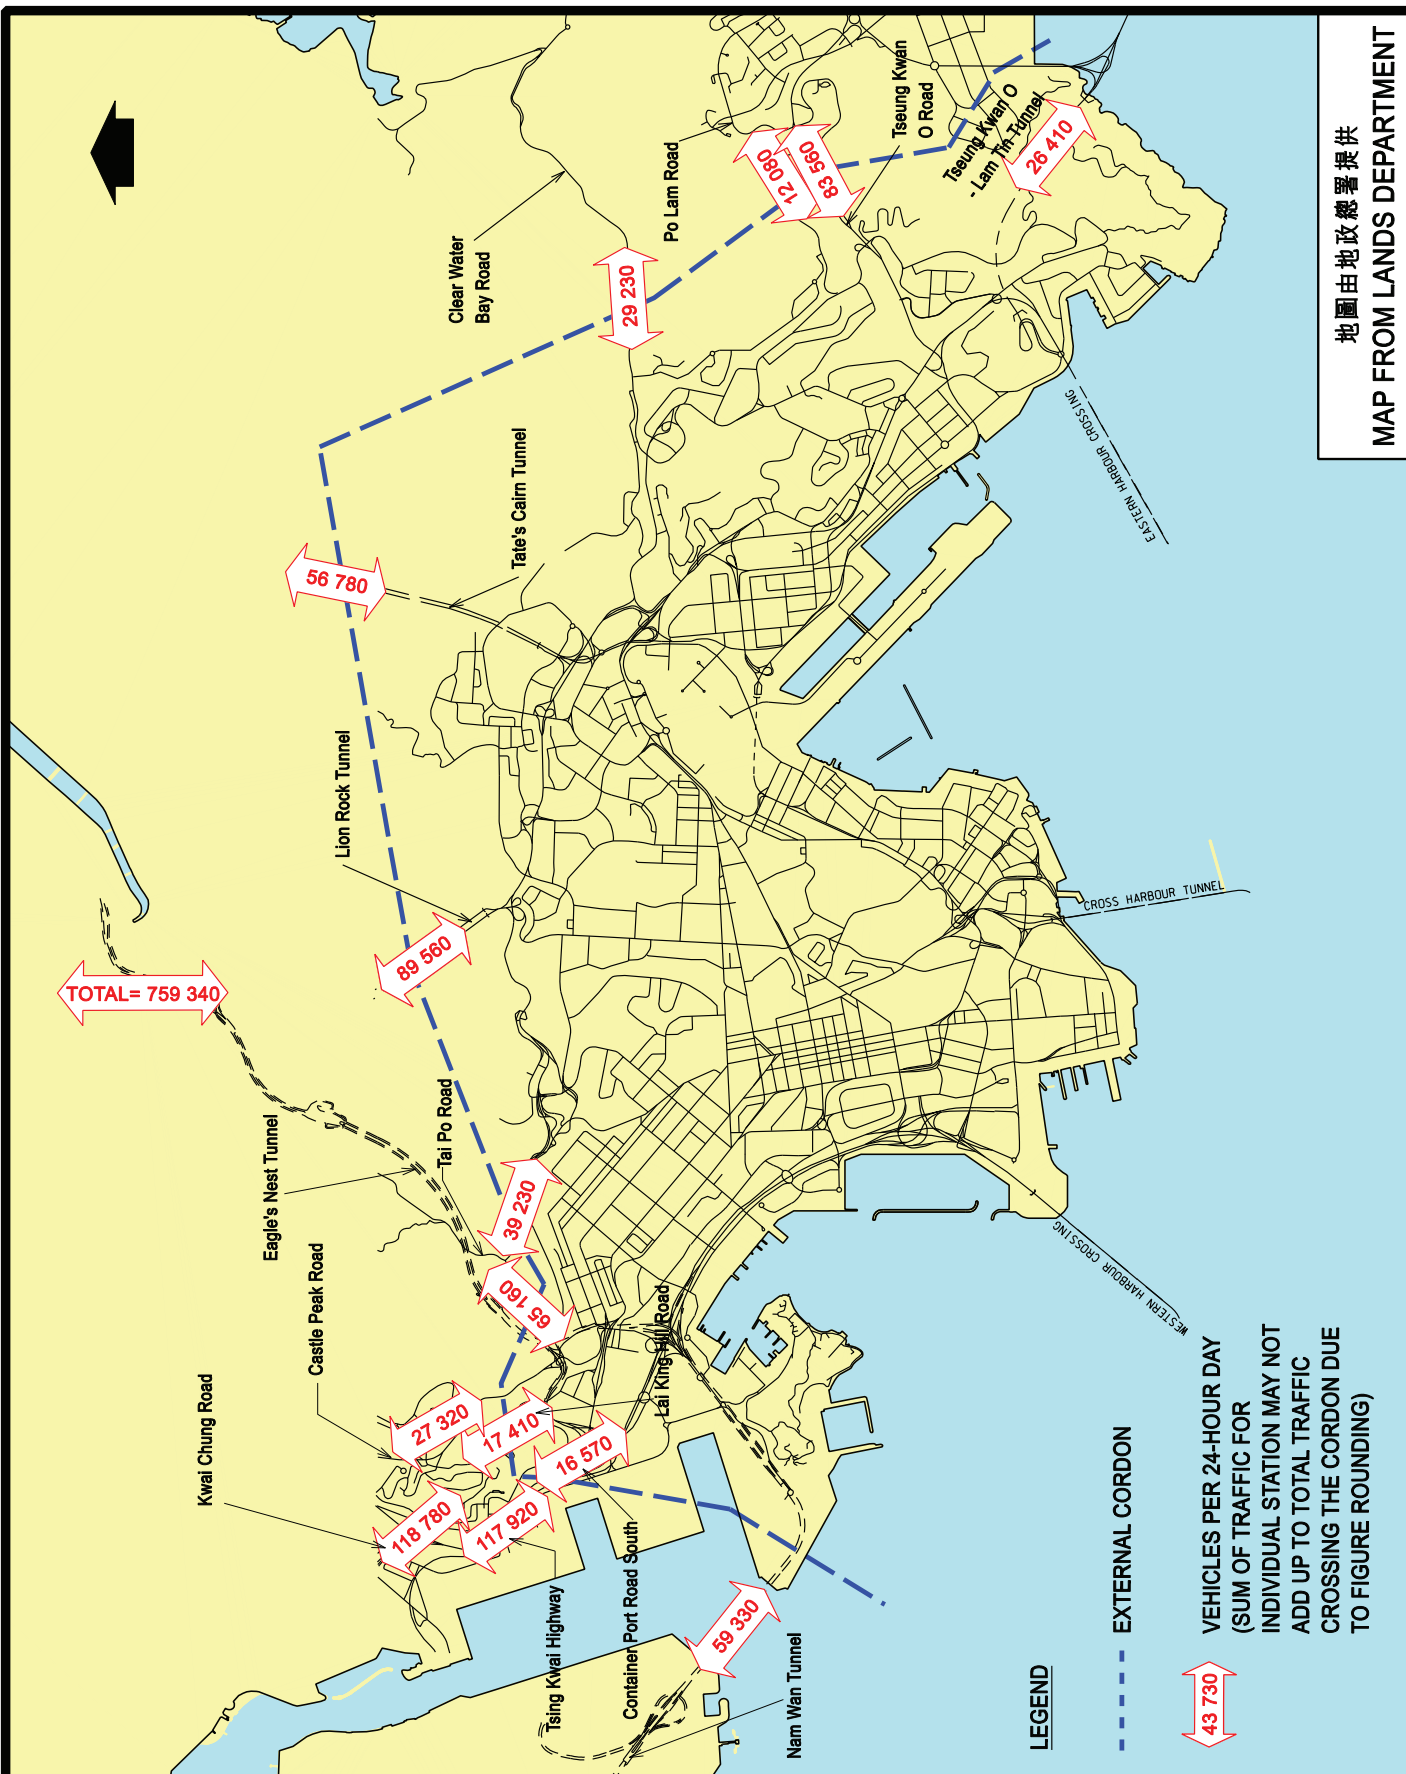 TOTAL= 759 340
Kwai Chung Road
Castle Peak Road
Eagle's Nest Tunnel
Tai Po Road
Lion Rock Tunnel
Tate's Cairn Tunnel
Clear Water
Bay Road
Po Lam Road
Tseung Kwan
O Road
Tseung Kwan O
- Lam Tin Tunnel
118 780
27 320
117 920
17 410
16 570
65 160
39 230
89 560
56 780
29 230
12 080
83 560
26 410
59 330
Tsing Kwai Highway
Container Port Road South
Nam Wan Tunnel
Lai King Hill Road
WESTERN HARBOUR CROSSING
CROSS HARBOUR TUNNEL
EASTERN HARBOUR CROSSING
LEGEND
EXTERNAL CORDON
43 730
VEHICLES PER 24-HOUR DAY
(SUM OF TRAFFIC FOR
INDIVIDUAL STATION MAY NOT
ADD UP TO TOTAL TRAFFIC
CROSSING THE CORDON DUE
TO FIGURE ROUNDING)
地圖由地政總署提供
MAP FROM LANDS DEPARTMENT